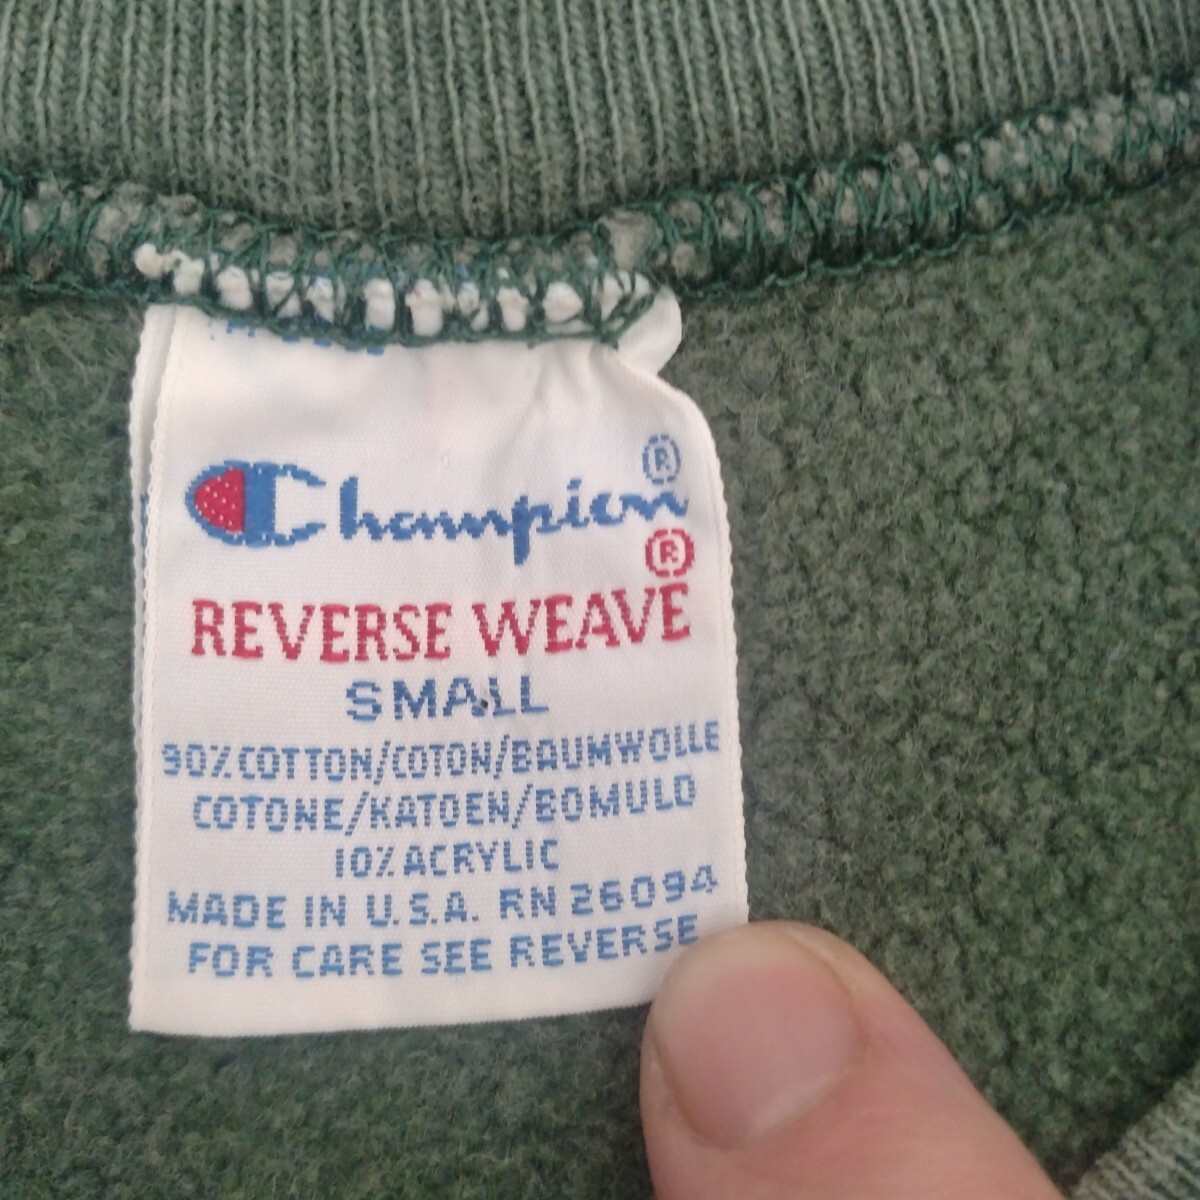 Champion®
®
REVERSE WEAVE
SMALL
90% COTTON/COTON/BAUMWOLLE
COTONE/KATOEN/BOMULD
10% ACRYLIC
MADE IN U.S.A. RN 26094
FOR CARE SEE REVERSE